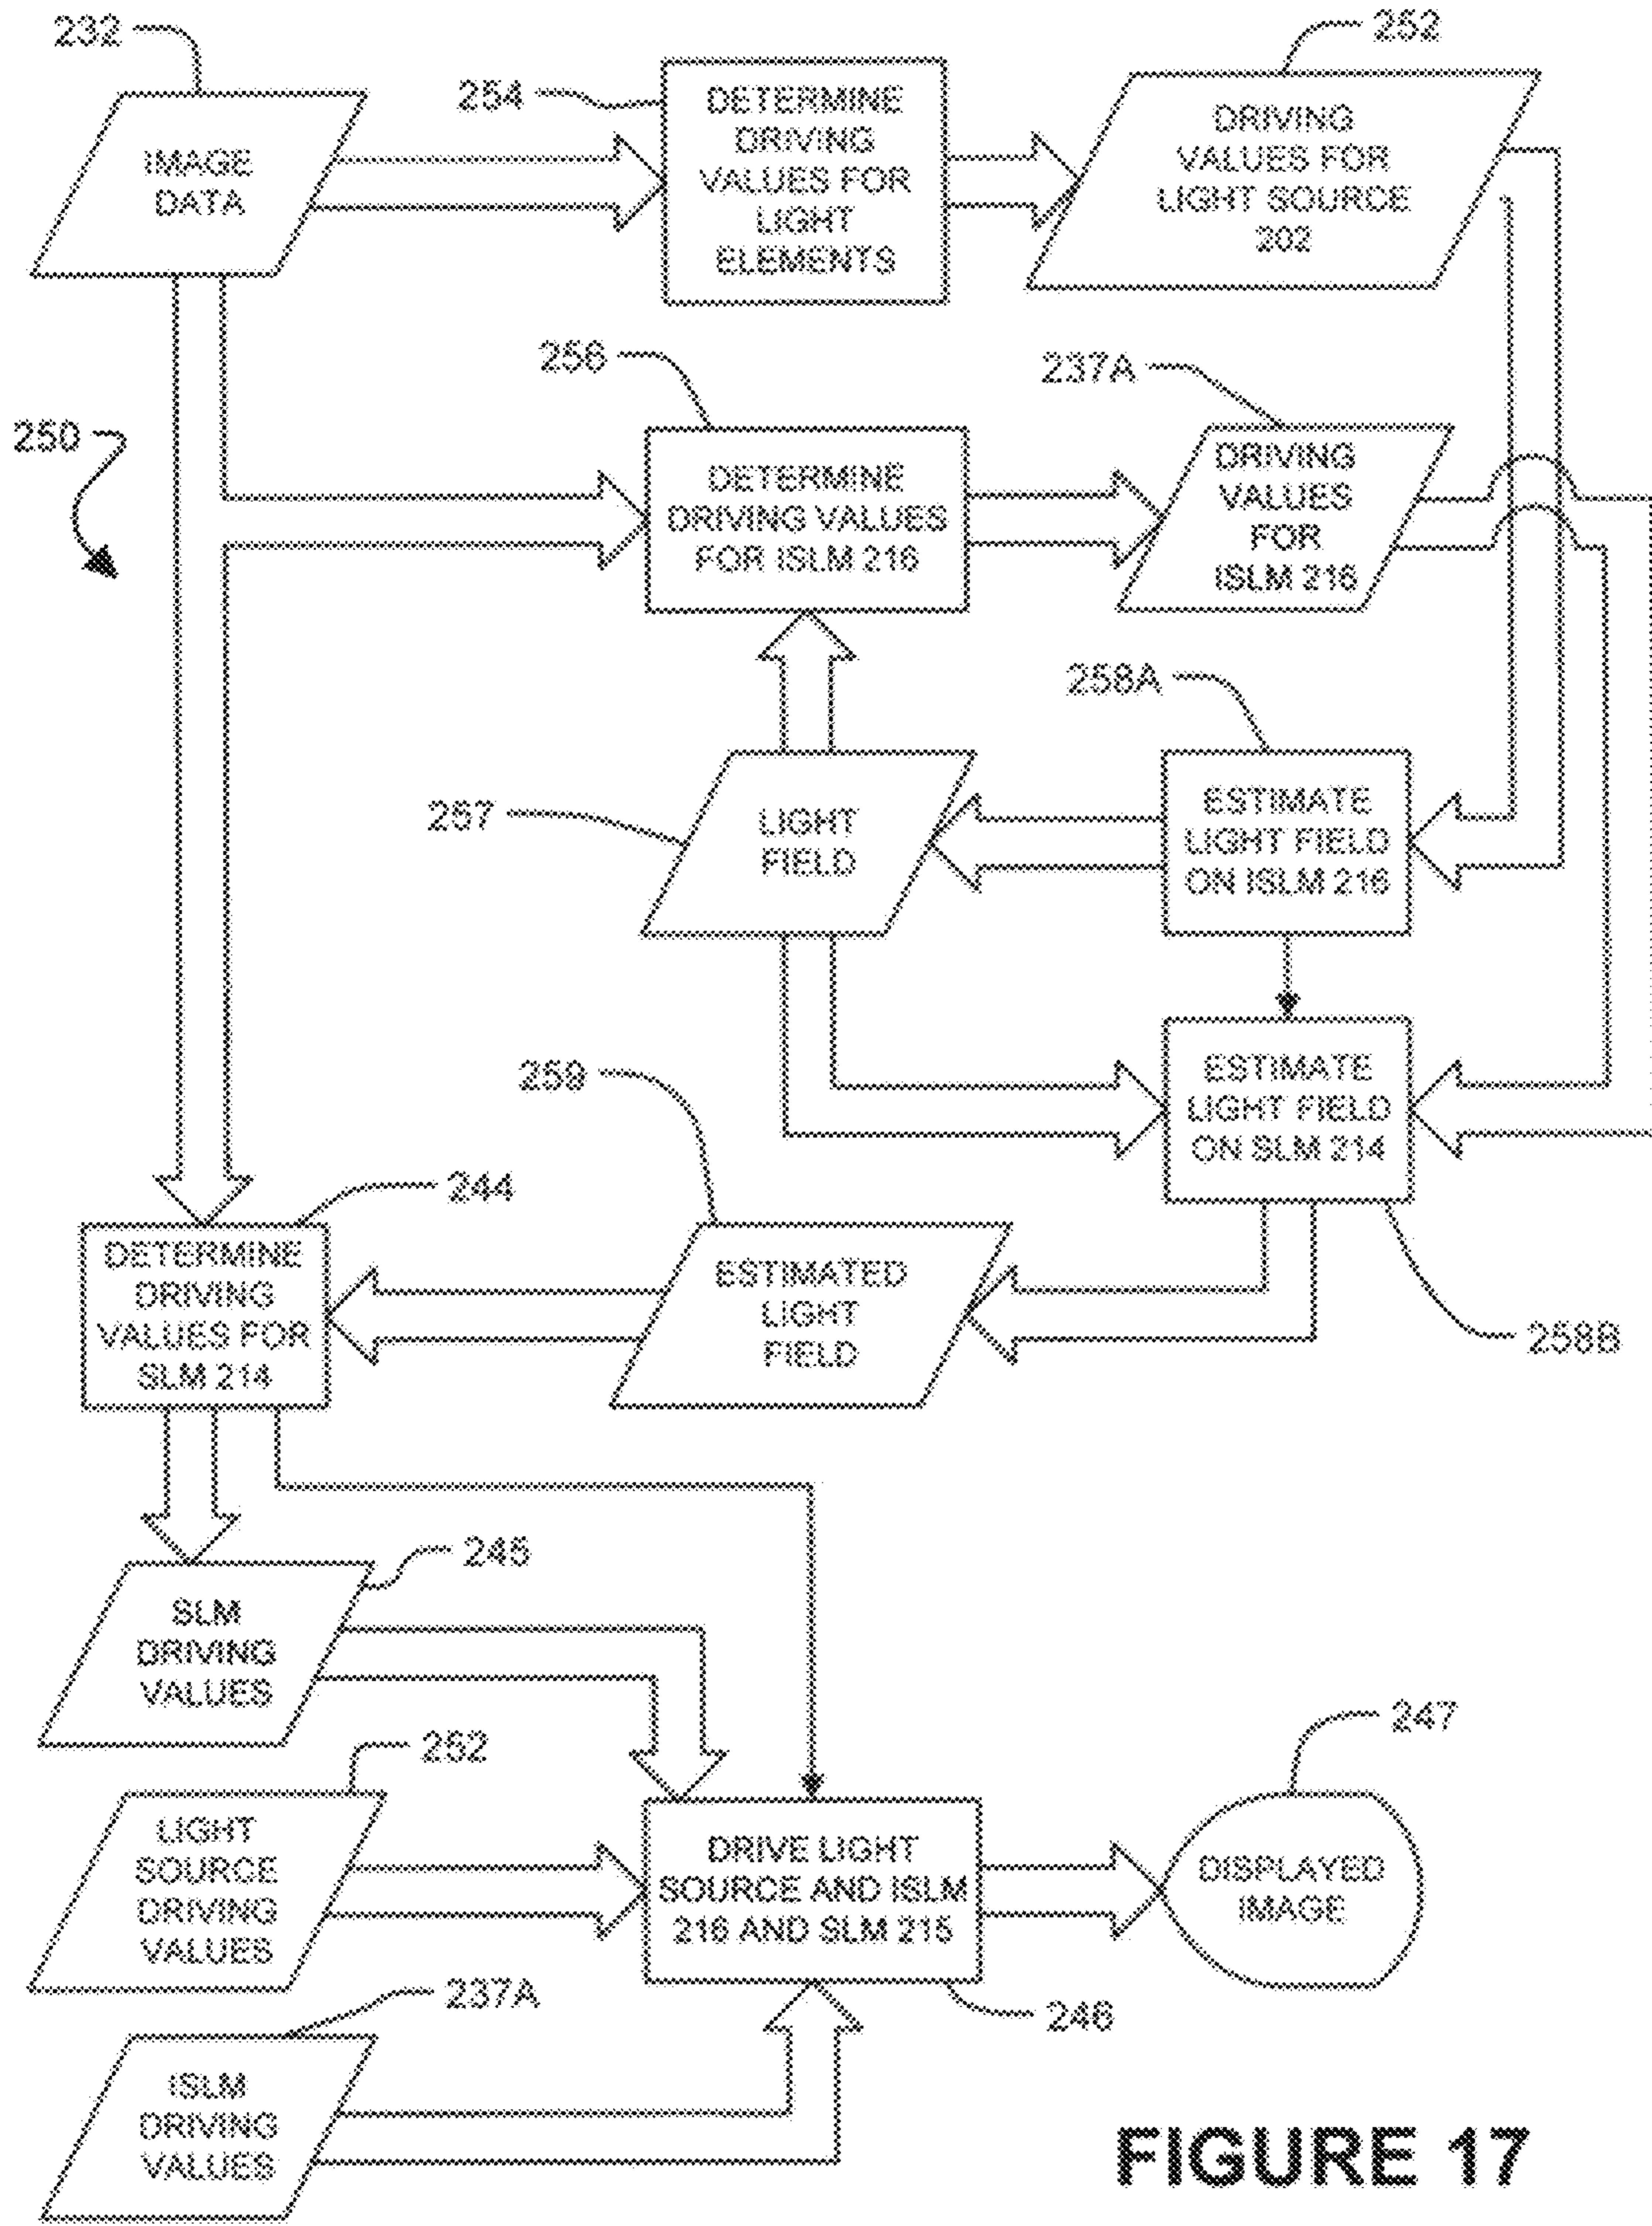 232
252
254
IMAGE
DATA
DETERMINE
DRIVING
VALUES FOR
LIGHT
ELEMENTS
DRIVING
VALUES FOR
LIGHT SOURCE
202
256
237A
250
DETERMINE
DRIVING VALUES
FOR ISLM 216
DRIVING
VALUES
FOR
ISLM 216
258A
257
LIGHT
FIELD
ESTIMATE
LIGHT FIELD
ON ISLM 216
259
ESTIMATE
LIGHT FIELD
ON SLM 214
244
DETERMINE
DRIVING
VALUES FOR
SLM 214
ESTIMATED
LIGHT
FIELD
258B
245
SLM
DRIVING
VALUES
252
247
LIGHT
SOURCE
DRIVING
VALUES
DRIVE LIGHT
SOURCE AND ISLM
216 AND SLM 215
DISPLAYED
IMAGE
237A
246
ISLM
DRIVING
VALUES
FIGURE 17